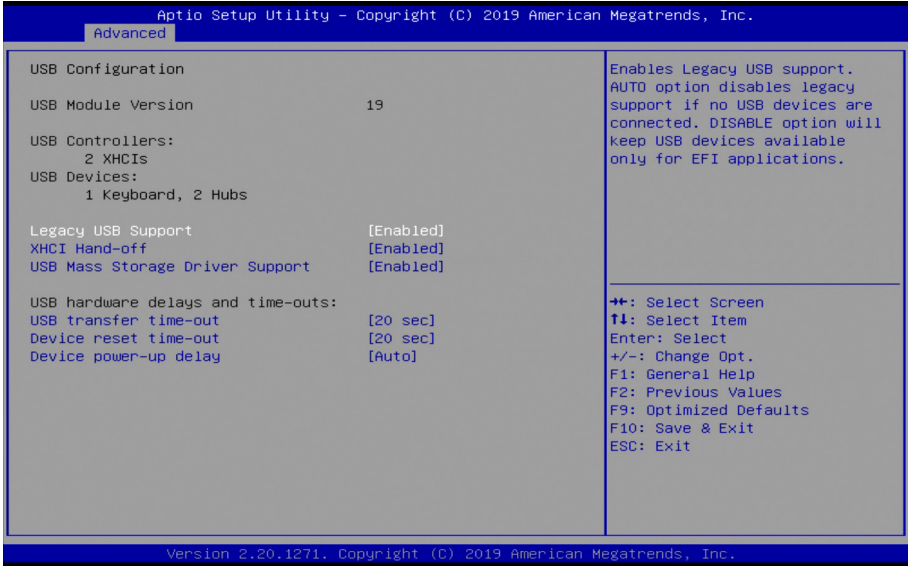 Aptio Setup Utility – Copyright (C) 2019 American Megatrends, Inc.
Advanced
USB Configuration
USB Module Version 19
USB Controllers:
2 XHCIs
USB Devices:
1 Keyboard, 2 Hubs
Legacy USB Support [Enabled]
XHCI Hand-off [Enabled]
USB Mass Storage Driver Support [Enabled]
USB hardware delays and time-outs:
USB transfer time-out [20 sec]
Device reset time-out [20 sec]
Device power-up delay [Auto]
Enables Legacy USB support.
AUTO option disables legacy
support if no USB devices are
connected. DISABLE option will
keep USB devices available
only for EFI applications.
→←: Select Screen
↑↓: Select Item
Enter: Select
+/-: Change Opt.
F1: General Help
F2: Previous Values
F9: Optimized Defaults
F10: Save & Exit
ESC: Exit
Version 2.20.1271. Copyright (C) 2019 American Megatrends, Inc.